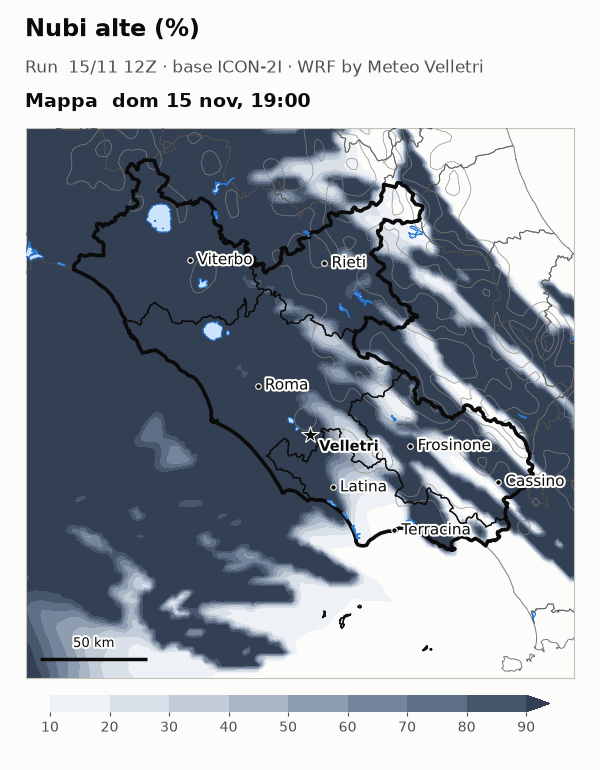 Nubi alte (%)
Run  15/11 12Z · base ICON-2I · WRF by Meteo Velletri
Mappa  dom 15 nov, 19:00
Viterbo
Rieti
Roma
Velletri
Frosinone
Cassino
Latina
Terracina
50 km
10 20 30 40 50 60 70 80 90